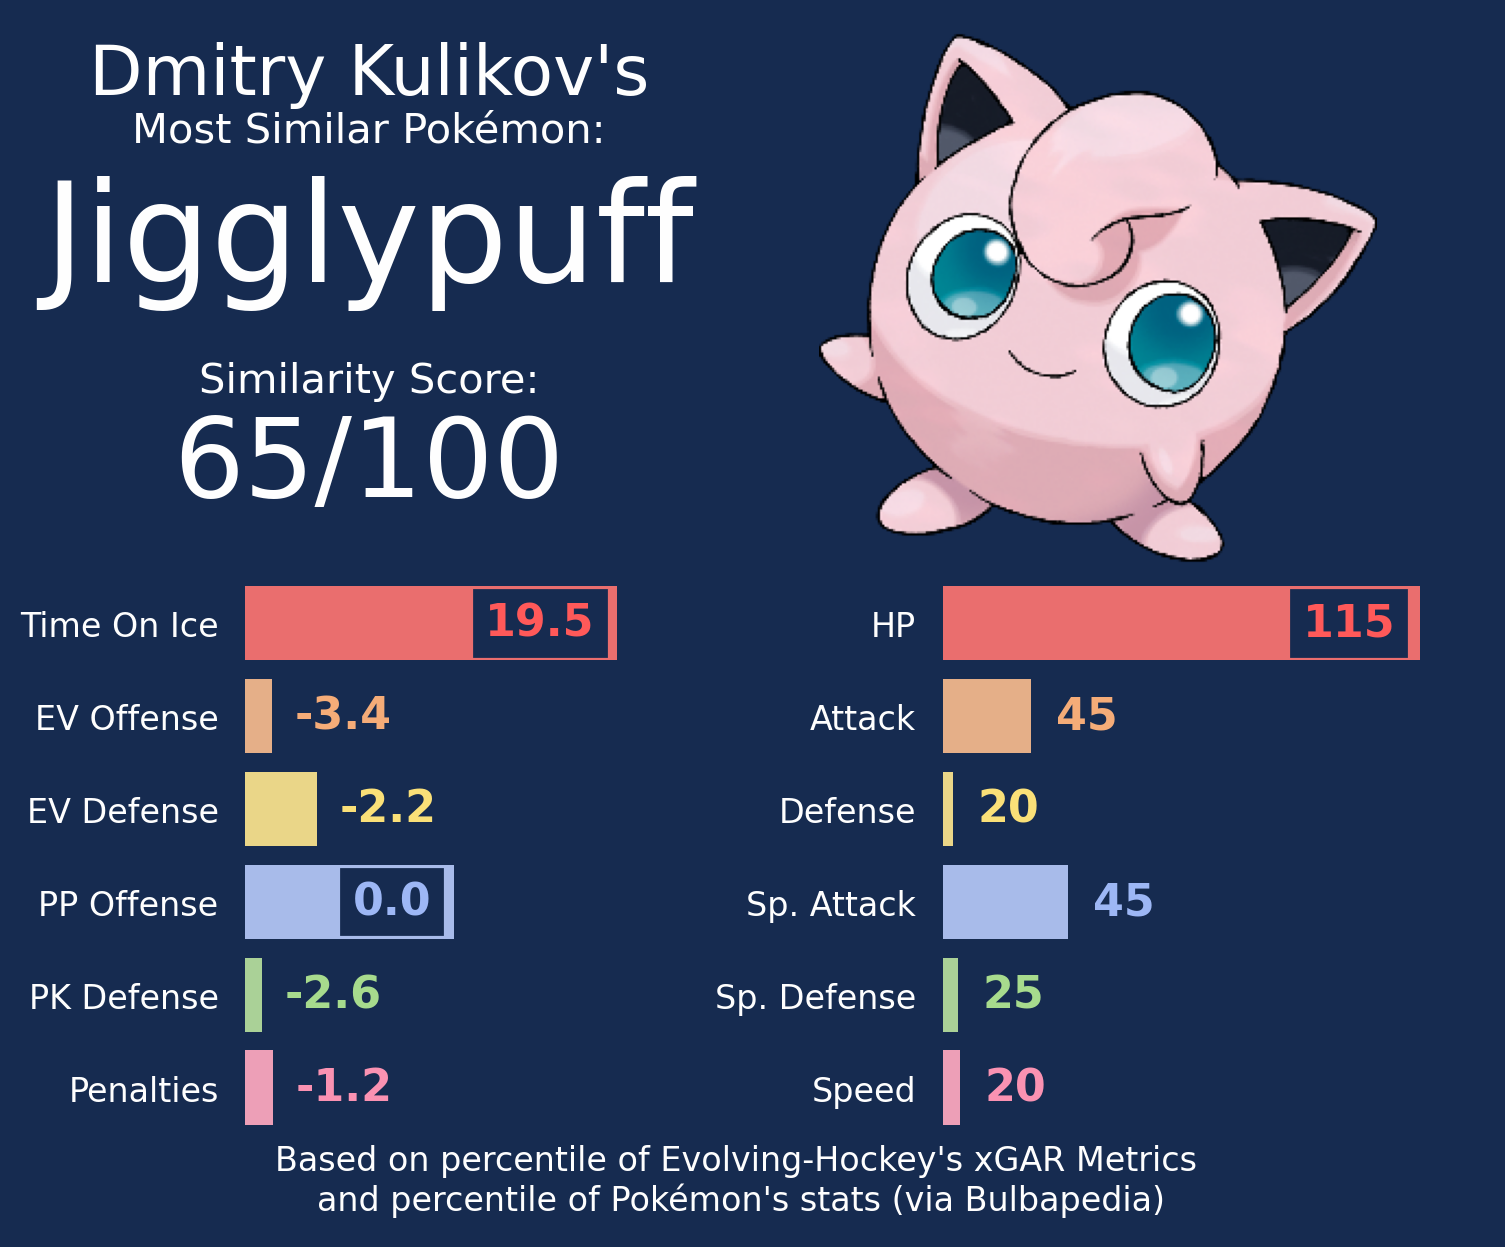 Dmitry Kulikov's
Most Similar Pokémon:
Jigglypuff
Similarity Score:
65/100
Time On Ice 19.5
EV Offense -3.4
EV Defense -2.2
PP Offense 0.0
PK Defense -2.6
Penalties -1.2
HP 115
Attack 45
Defense 20
Sp. Attack 45
Sp. Defense 25
Speed 20
Based on percentile of Evolving-Hockey's xGAR Metrics
and percentile of Pokémon's stats (via Bulbapedia)